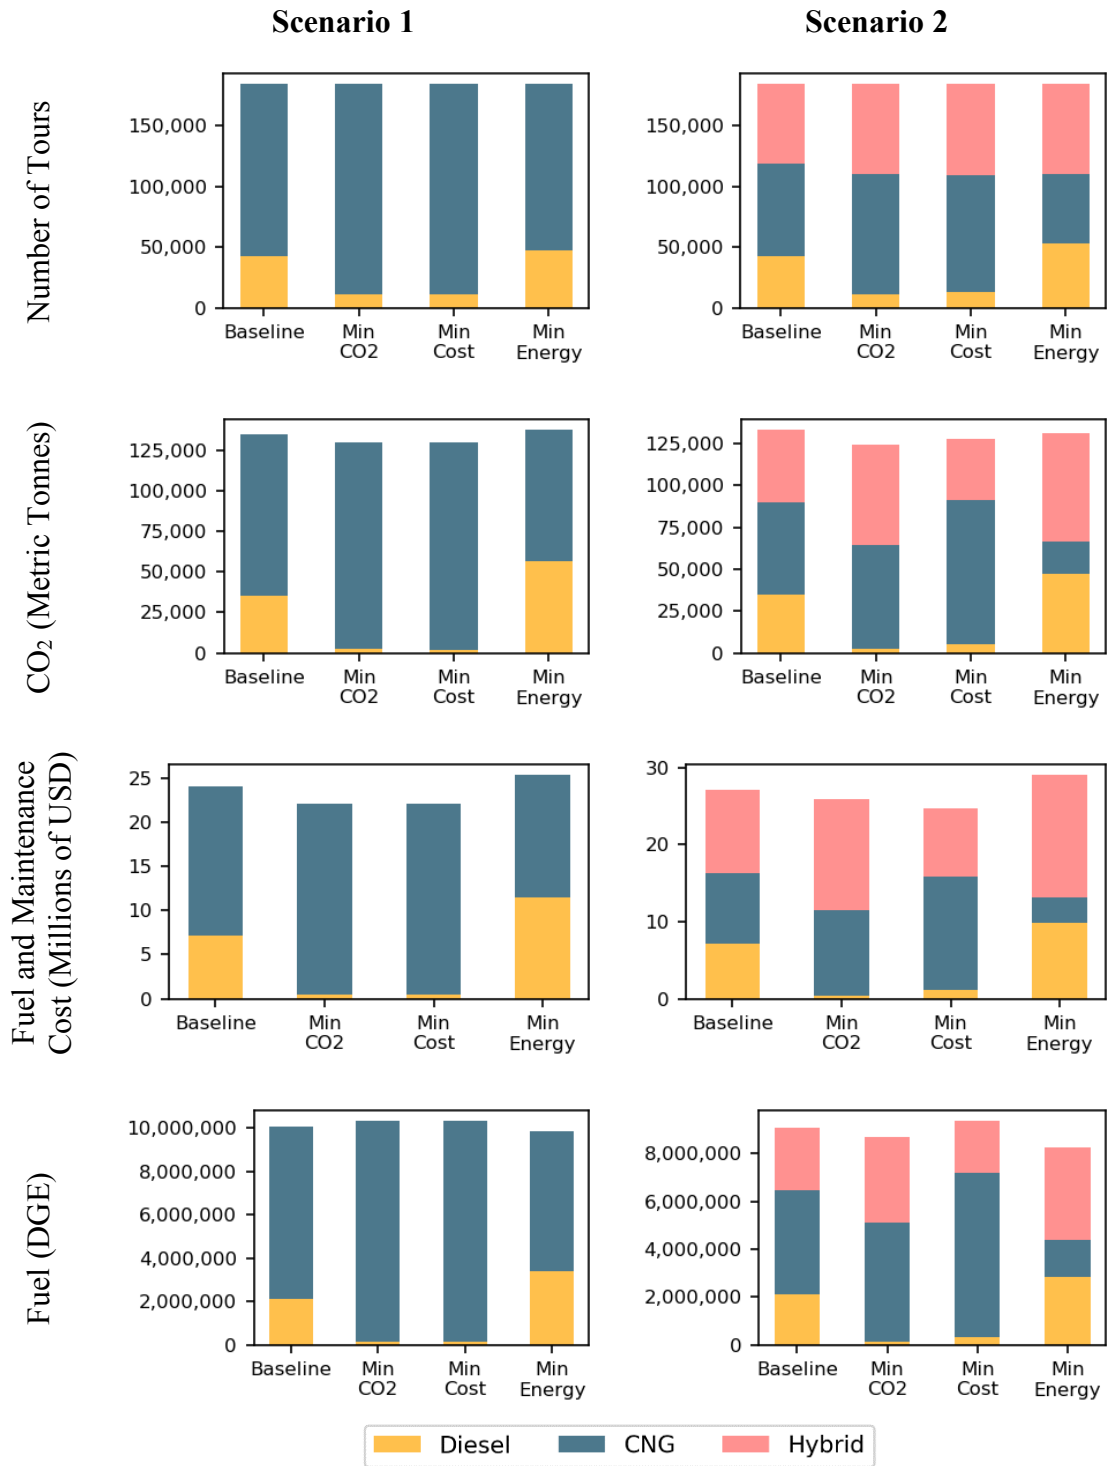 Scenario 1
Scenario 2
Number of Tours
150,000
100,000
50,000
0
Baseline
Min
CO2
Min
Cost
Min
Energy
150,000
100,000
50,000
0
Baseline
Min
CO2
Min
Cost
Min
Energy
CO₂ (Metric Tonnes)
125,000
100,000
75,000
50,000
25,000
0
Baseline
Min
CO2
Min
Cost
Min
Energy
125,000
100,000
75,000
50,000
25,000
0
Baseline
Min
CO2
Min
Cost
Min
Energy
Fuel and Maintenance
Cost (Millions of USD)
25
20
15
10
5
0
Baseline
Min
CO2
Min
Cost
Min
Energy
30
20
10
0
Baseline
Min
CO2
Min
Cost
Min
Energy
Fuel (DGE)
10,000,000
8,000,000
6,000,000
4,000,000
2,000,000
0
Baseline
Min
CO2
Min
Cost
Min
Energy
8,000,000
6,000,000
4,000,000
2,000,000
0
Baseline
Min
CO2
Min
Cost
Min
Energy
Diesel
CNG
Hybrid